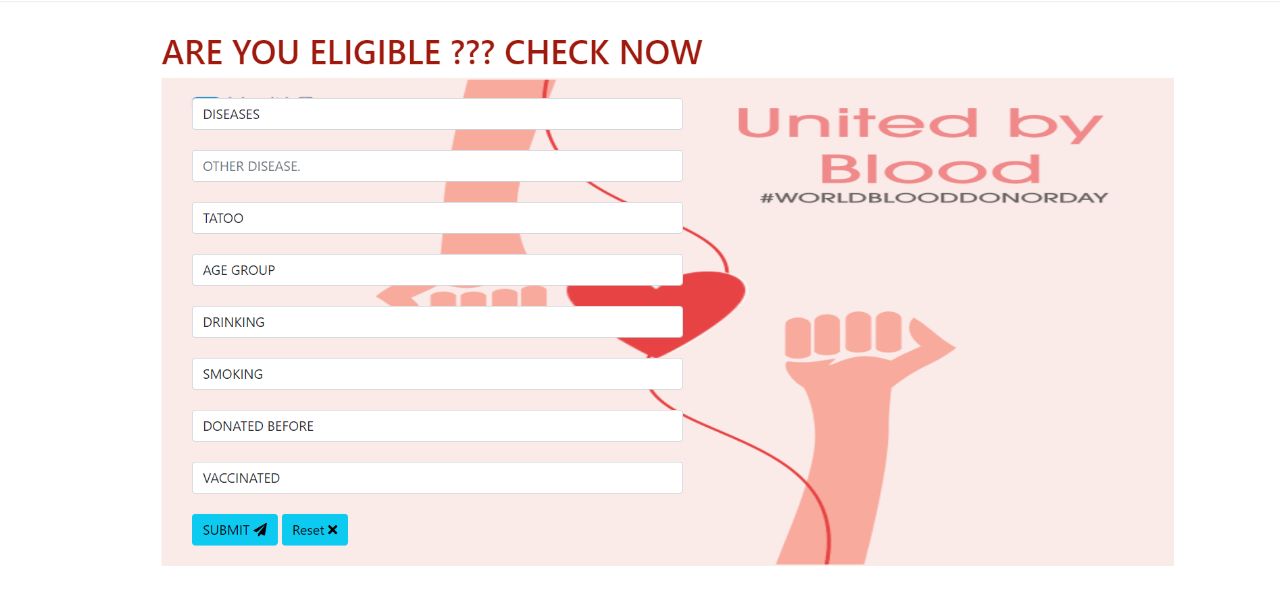 ARE YOU ELIGIBLE ??? CHECK NOW
DISEASES
OTHER DISEASE.
TATOO
AGE GROUP
DRINKING
SMOKING
DONATED BEFORE
VACCINATED
SUBMIT
Reset
United by
Blood
#WORLDBLOODDONORDAY